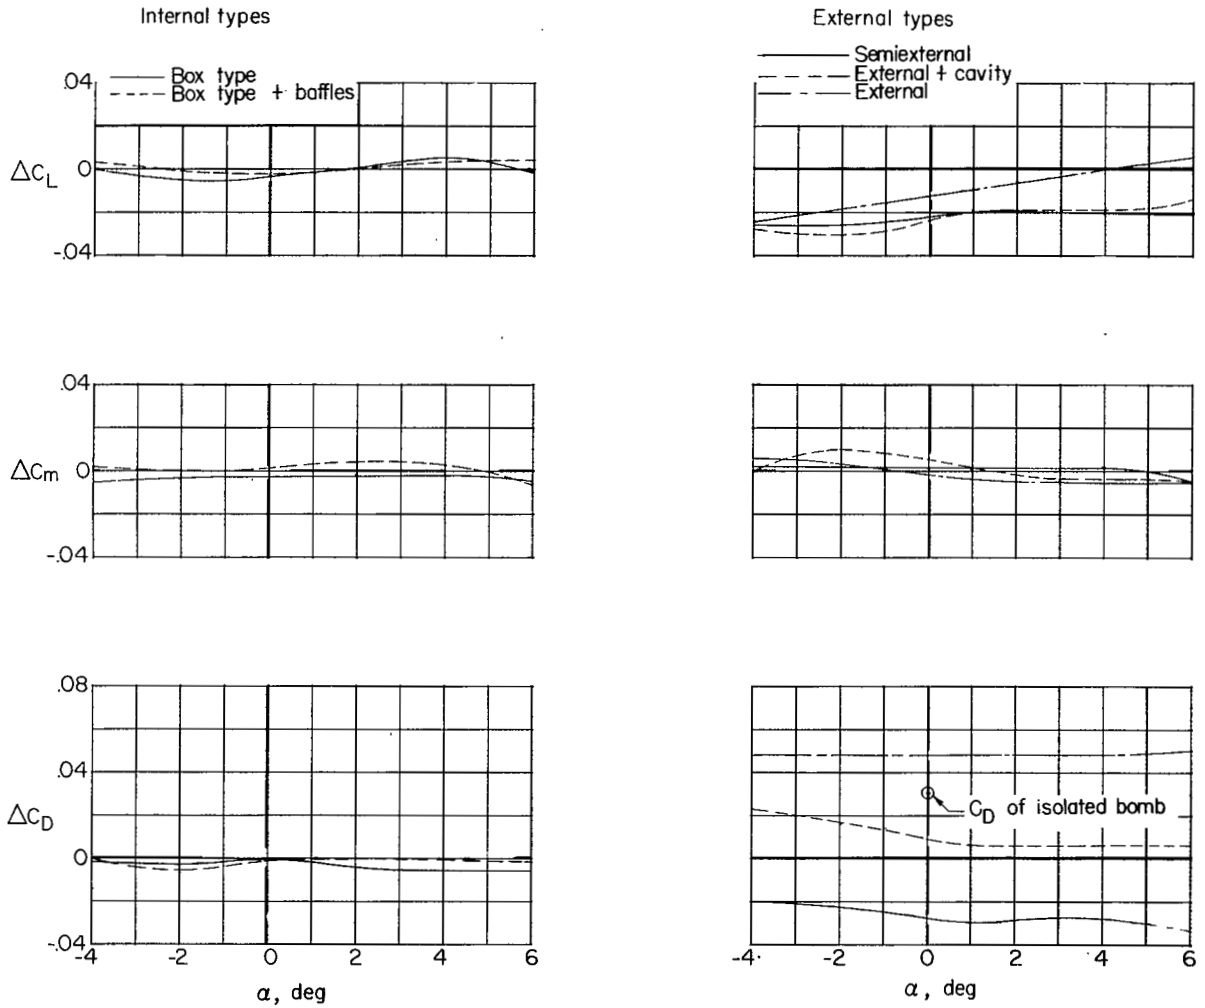 Internal types
Box type
Box type + baffles
.04
ΔC_L
0
-.04
.04
ΔC_m
0
-.04
.08
.04
ΔC_D
0
-.04
-4
-2
0
2
4
6
α, deg
External types
Semiexternal
External + cavity
External
C_D of isolated bomb
-4
-2
0
2
4
6
α, deg